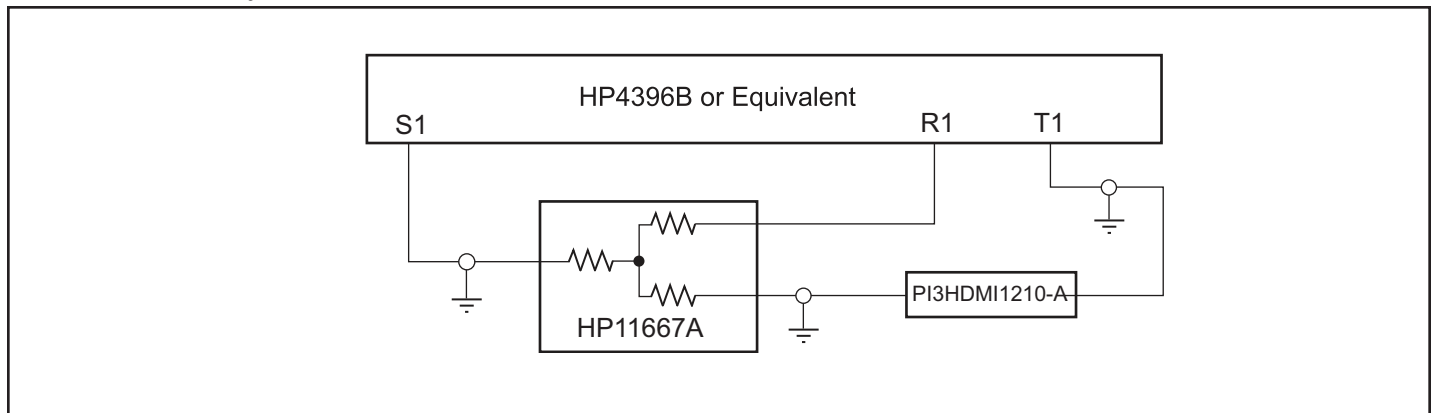 HP4396B or Equivalent
S1
R1
T1
PI3HDMI1210-A
HP11667A